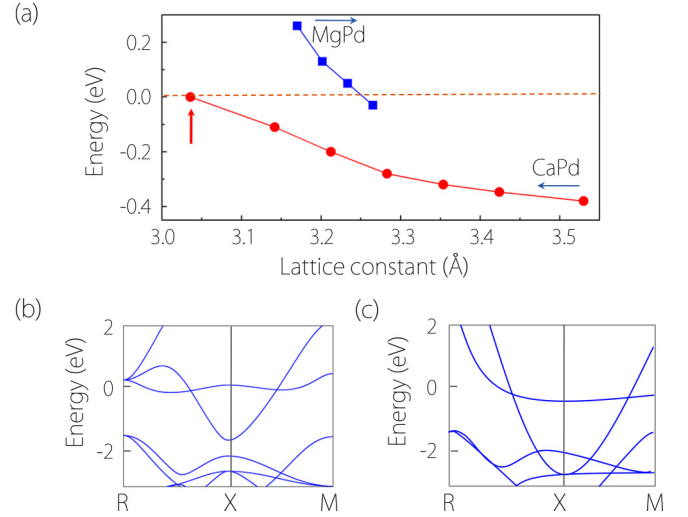 (a)
Energy (eV)
0.2
0.0
-0.2
-0.4
MgPd
CaPd
3.0 3.1 3.2 3.3 3.4 3.5
Lattice constant (Å)
(b)
Energy (eV)
2
0
-2
R X M
(c)
Energy (eV)
2
0
-2
R X M